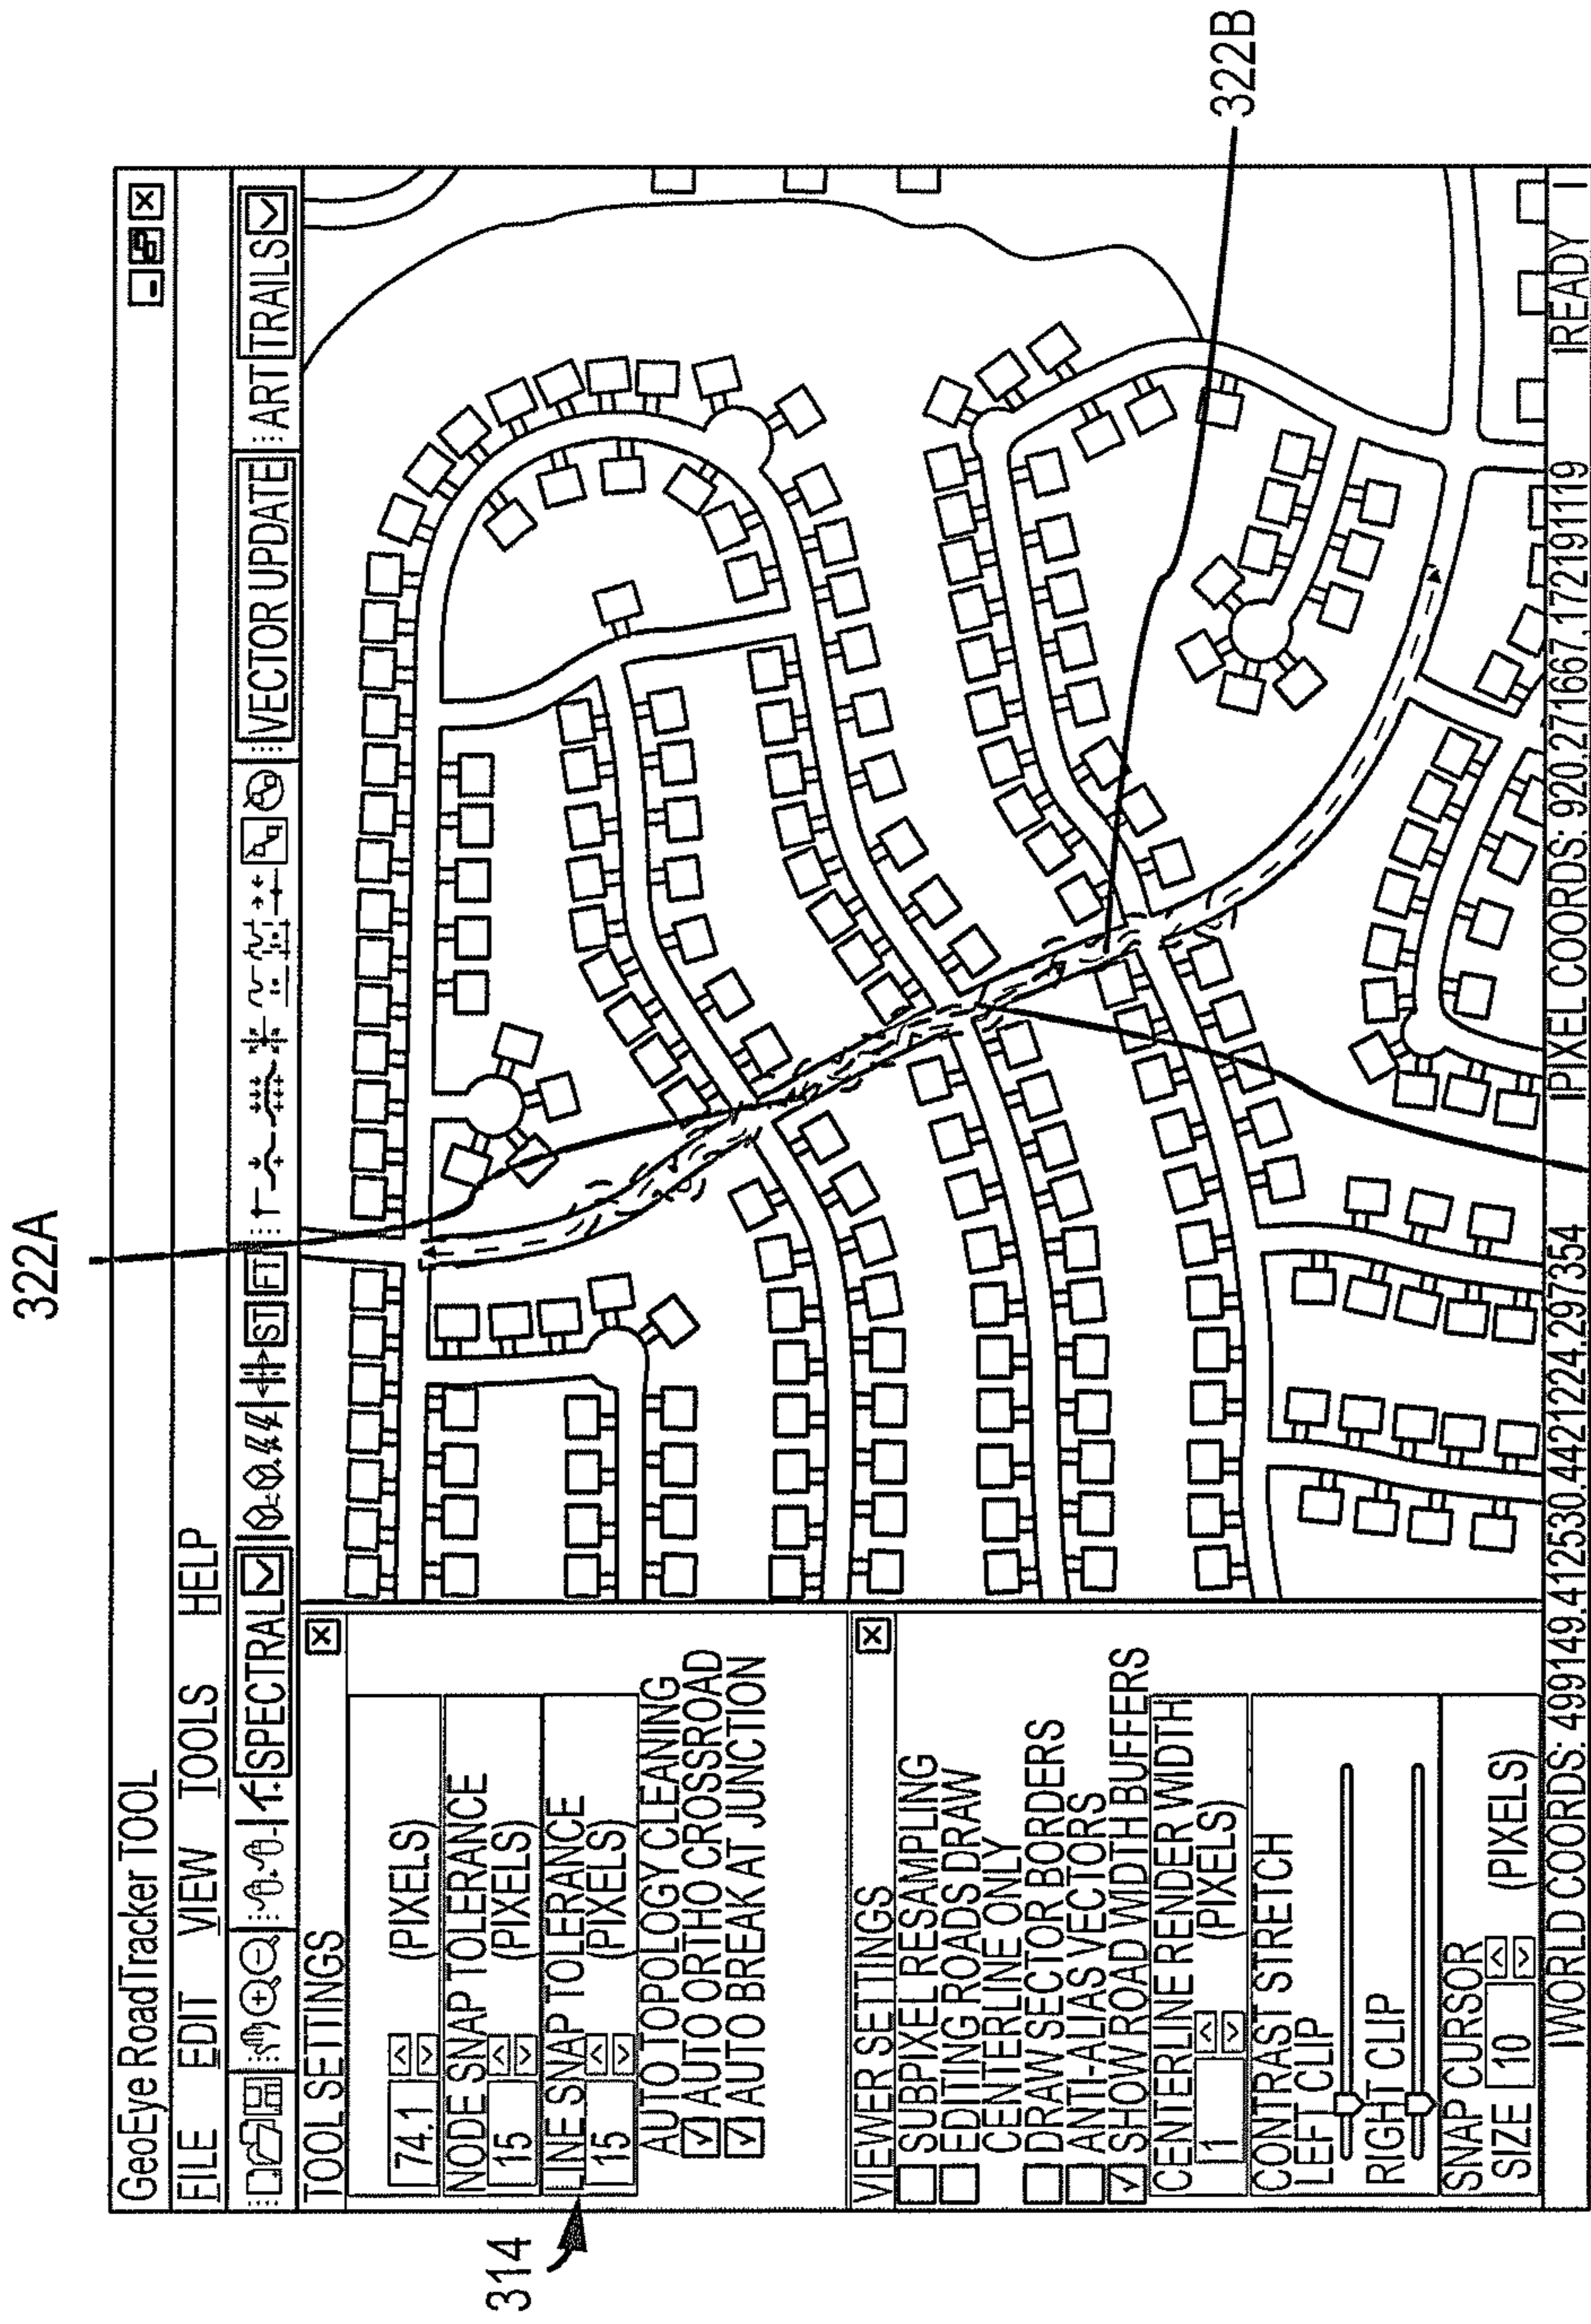 322A
GeoEye RoadTracker TOOL
FILE EDIT VIEW TOOLS HELP
SPECTRAL
ST
FT
VECTOR UPDATE
ART
TRAILS
TOOL SETTINGS
74.1 (PIXELS)
NODE SNAP TOLERANCE
15 (PIXELS)
314
LINE SNAP TOLERANCE
15 (PIXELS)
AUTO TOPOLOGY CLEANING
AUTO ORTHO CROSSROAD
AUTO BREAK AT JUNCTION
VIEWER SETTINGS
SUBPIXEL RESAMPLING
EDITING ROADS DRAW
CENTERLINE ONLY
DRAW SECTOR BORDERS
ANTI-ALIAS VECTORS
SHOW ROAD WIDTH BUFFERS
CENTERLINE RENDER WIDTH
11 (PIXELS)
CONTRAST STRETCH
LEFT CLIP
RIGHT CLIP
SNAP CURSOR
SIZE 10 (PIXELS)
322B
WORLD COORDS: 499149.412530.4421224.297354 PIXEL COORDS: 920.271667.172191119 READY